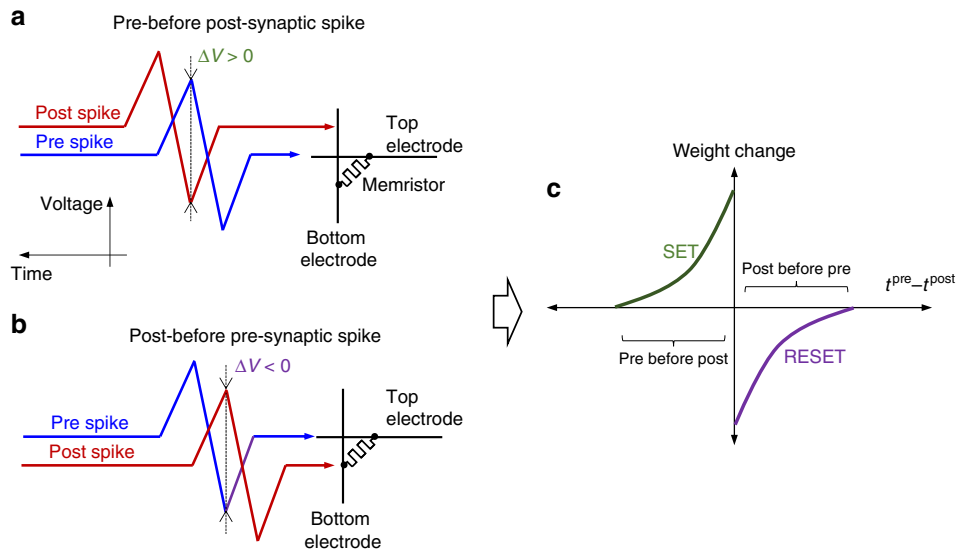 a
Pre-before post-synaptic spike
ΔV > 0
Post spike
Pre spike
Top
electrode
Memristor
Voltage
Time
Bottom
electrode
b
Post-before pre-synaptic spike
ΔV < 0
Pre spike
Post spike
Top
electrode
Bottom
electrode
c
Weight change
SET
Post before pre
t^pre–t^post
Pre before post
RESET